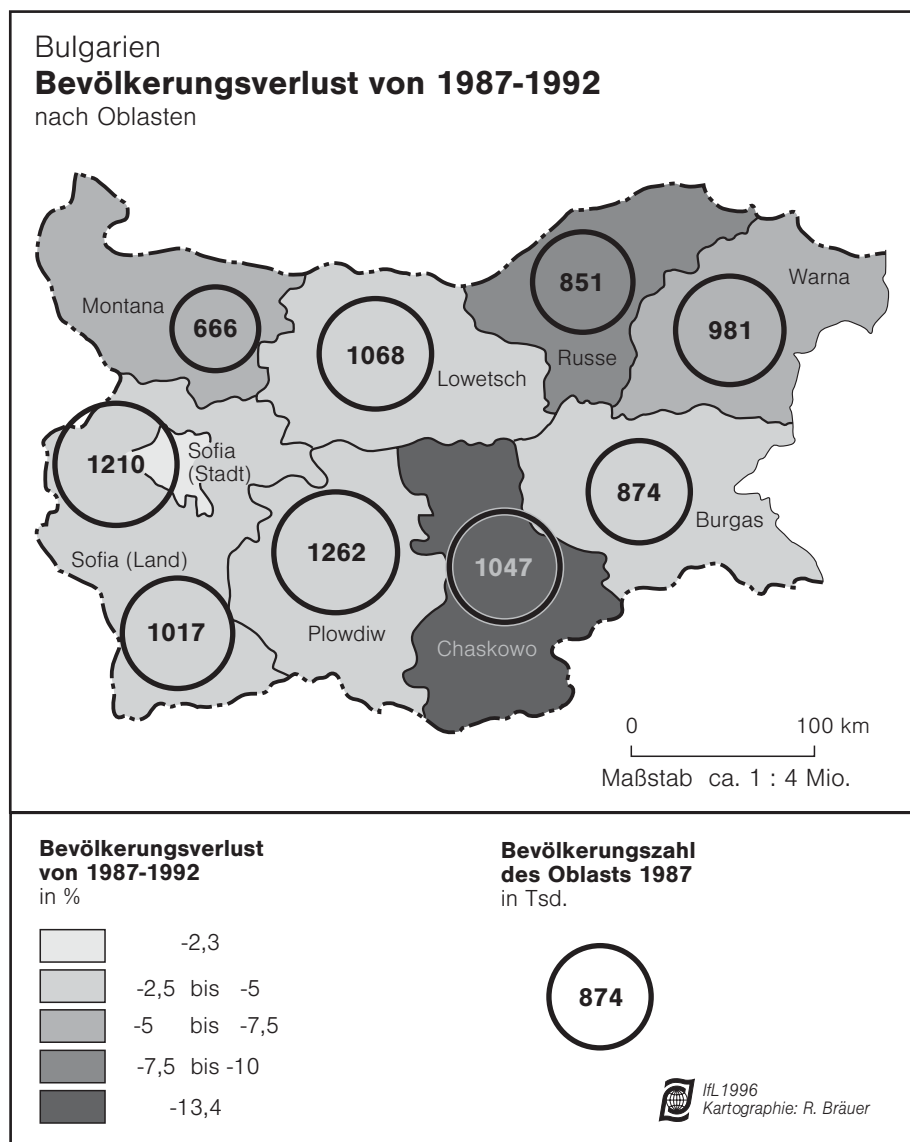 Bulgarien
Bevölkerungsverlust von 1987-1992
nach Oblasten
Warna
851
Montana
666
981
1068
Russe
Lowetsch
Sofia
(Stadt)
1210
874
Burgas
Sofia (Land)
1262
1047
1017
Plowdiw
Chaskowo
0 100 km
Maßstab ca. 1 : 4 Mio.
Bevölkerungsverlust
von 1987-1992
in %
-2,3
-2,5 bis -5
-5 bis -7,5
-7,5 bis -10
-13,4
Bevölkerungszahl
des Oblasts 1987
in Tsd.
874
IfL 1996
Kartographie: R. Bräuer